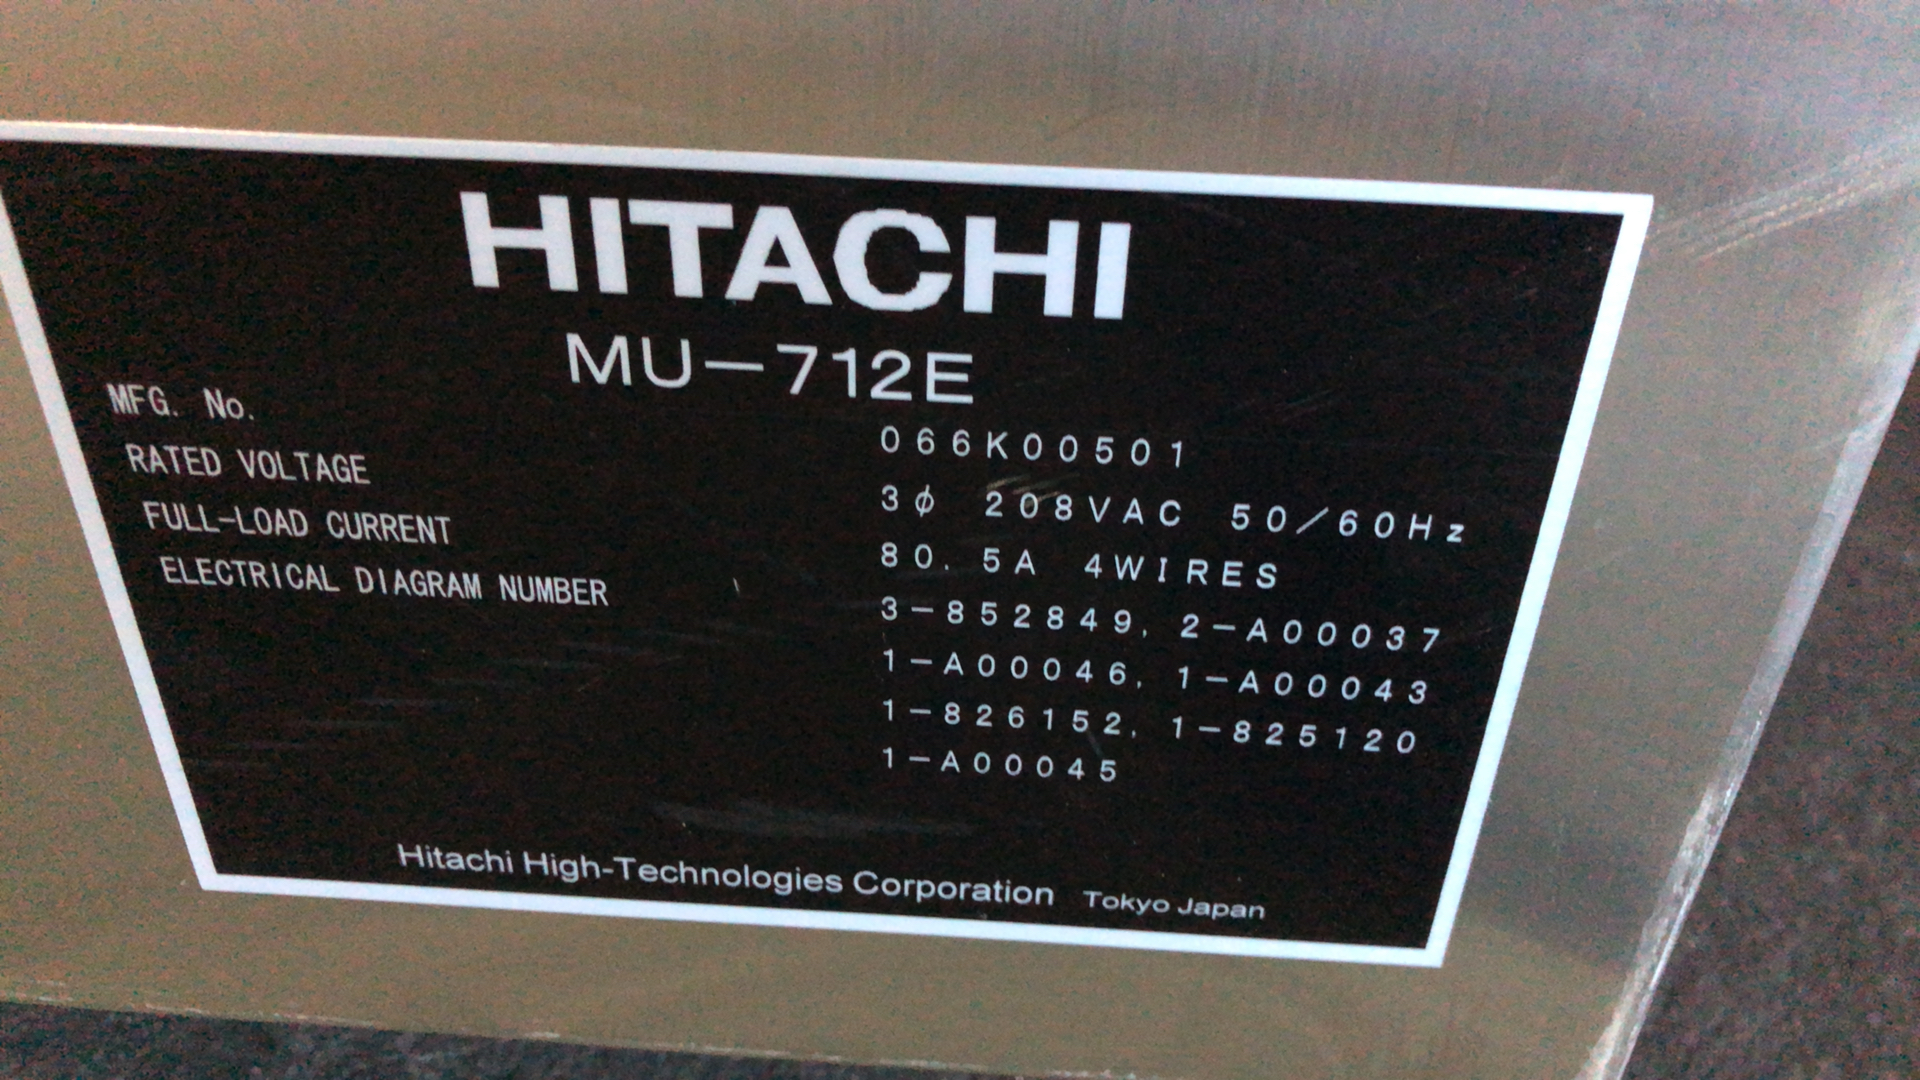 HITACHI
MU-712E
MFG. No. 066K00501
RATED VOLTAGE 3φ 208VAC 50/60Hz
FULL-LOAD CURRENT 80.5A 4WIRES
ELECTRICAL DIAGRAM NUMBER 3-852849, 2-A00037
1-A00046, 1-A00043
1-826152, 1-825120
1-A00045
Hitachi High-Technologies Corporation Tokyo Japan